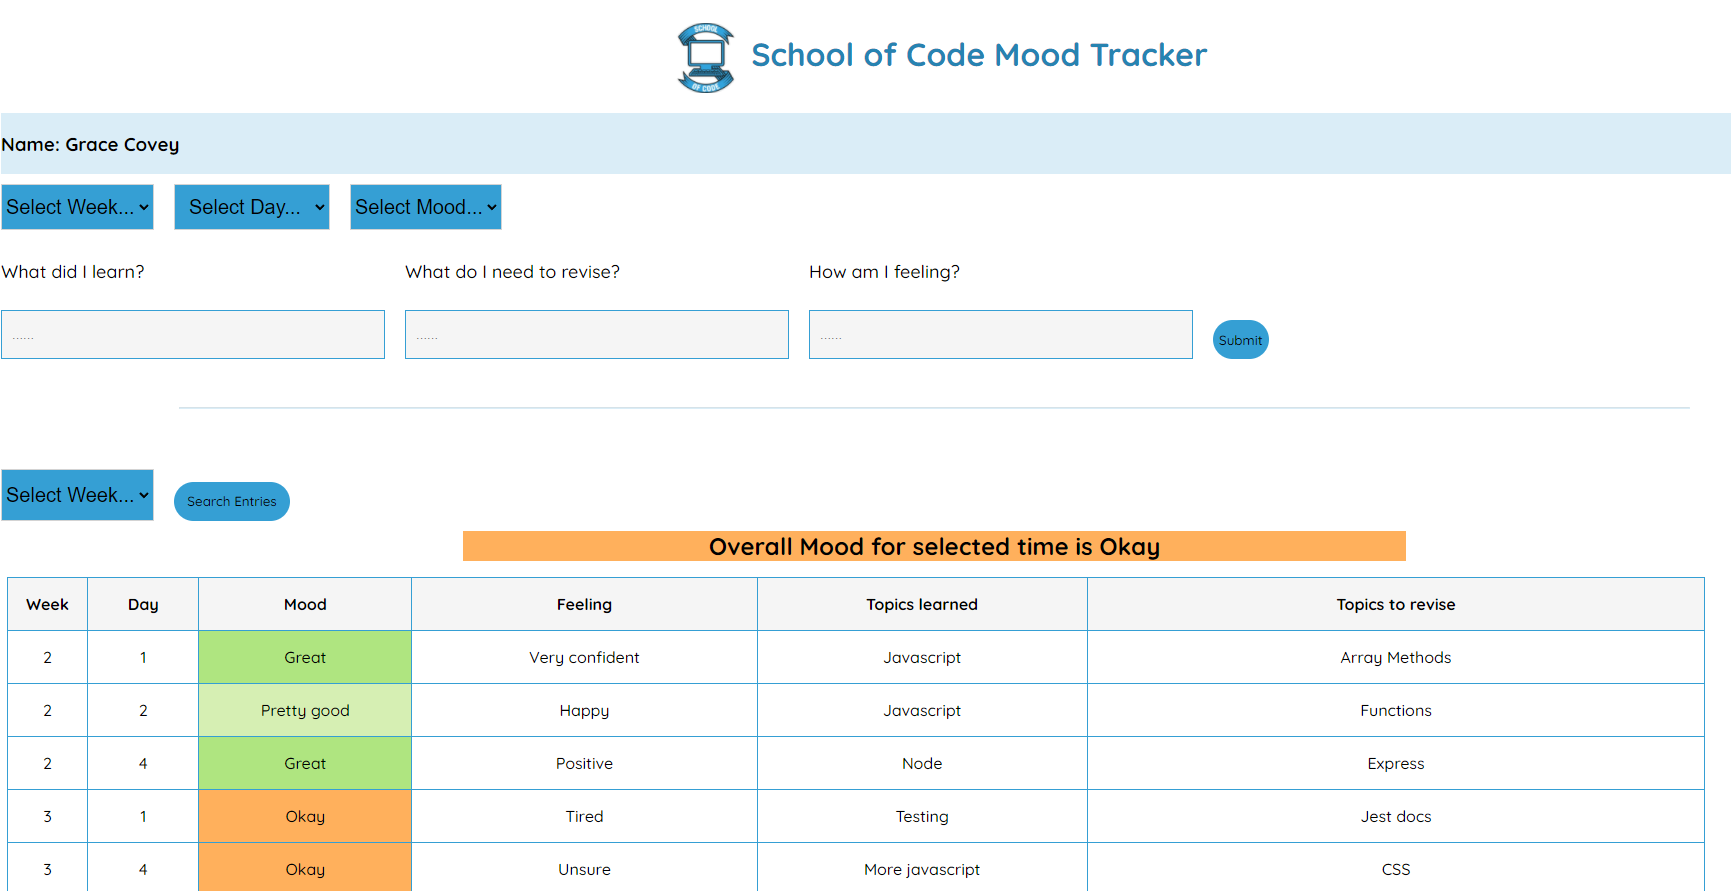 SCHOOL
OF CODE
School of Code Mood Tracker
Name: Grace Covey
Select Week... Select Day... Select Mood...
What did I learn? What do I need to revise? How am I feeling?
...... ...... ...... Submit
Select Week... Search Entries
Overall Mood for selected time is Okay
Week Day Mood Feeling Topics learned Topics to revise
2 1 Great Very confident Javascript Array Methods
2 2 Pretty good Happy Javascript Functions
2 4 Great Positive Node Express
3 1 Okay Tired Testing Jest docs
3 4 Okay Unsure More javascript CSS